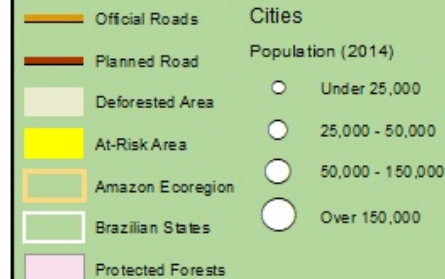 Official Roads
Planned Road
Deforested Area
At-Risk Area
Amazon Ecoregion
Brazilian States
Protected Forests
Cities
Population (2014)
Under 25,000
25,000 - 50,000
50,000 - 150,000
Over 150,000